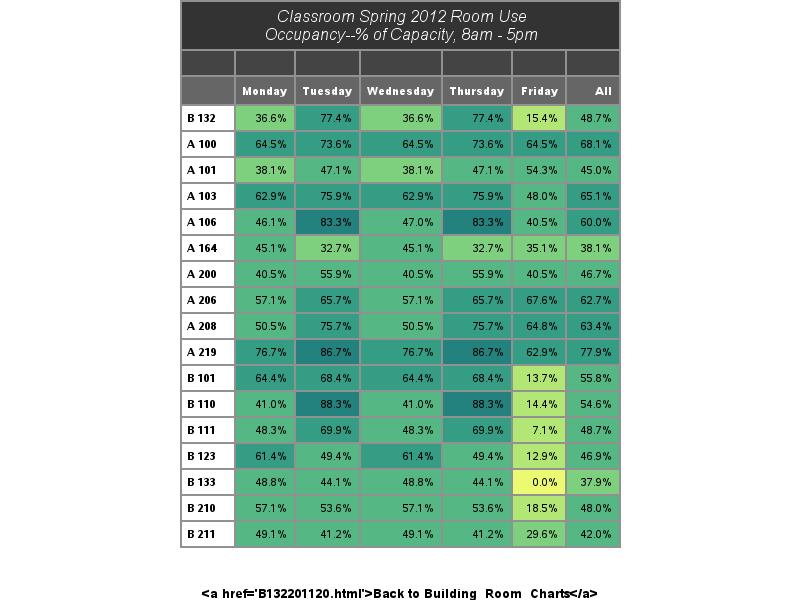 Classroom Spring 2012 Room Use
Occupancy--% of Capacity, 8am - 5pm
Monday Tuesday Wednesday Thursday Friday All
B 132 36.6% 77.4% 36.6% 77.4% 15.4% 48.7%
A 100 64.5% 73.6% 64.5% 73.6% 64.5% 68.1%
A 101 38.1% 47.1% 38.1% 47.1% 54.3% 45.0%
A 103 62.9% 75.9% 62.9% 75.9% 48.0% 65.1%
A 106 46.1% 83.3% 47.0% 83.3% 40.5% 60.0%
A 164 45.1% 32.7% 45.1% 32.7% 35.1% 38.1%
A 200 40.5% 55.9% 40.5% 55.9% 40.5% 46.7%
A 206 57.1% 65.7% 57.1% 65.7% 67.6% 62.7%
A 208 50.5% 75.7% 50.5% 75.7% 64.8% 63.4%
A 219 76.7% 86.7% 76.7% 86.7% 62.9% 77.9%
B 101 64.4% 68.4% 64.4% 68.4% 13.7% 55.8%
B 110 41.0% 88.3% 41.0% 88.3% 14.4% 54.6%
B 111 48.3% 69.9% 48.3% 69.9% 7.1% 48.7%
B 123 61.4% 49.4% 61.4% 49.4% 12.9% 46.9%
B 133 48.8% 44.1% 48.8% 44.1% 0.0% 37.9%
B 210 57.1% 53.6% 57.1% 53.6% 18.5% 48.0%
B 211 49.1% 41.2% 49.1% 41.2% 29.6% 42.0%
<a href='B132201120.html'>Back to Building_Room_Charts</a>